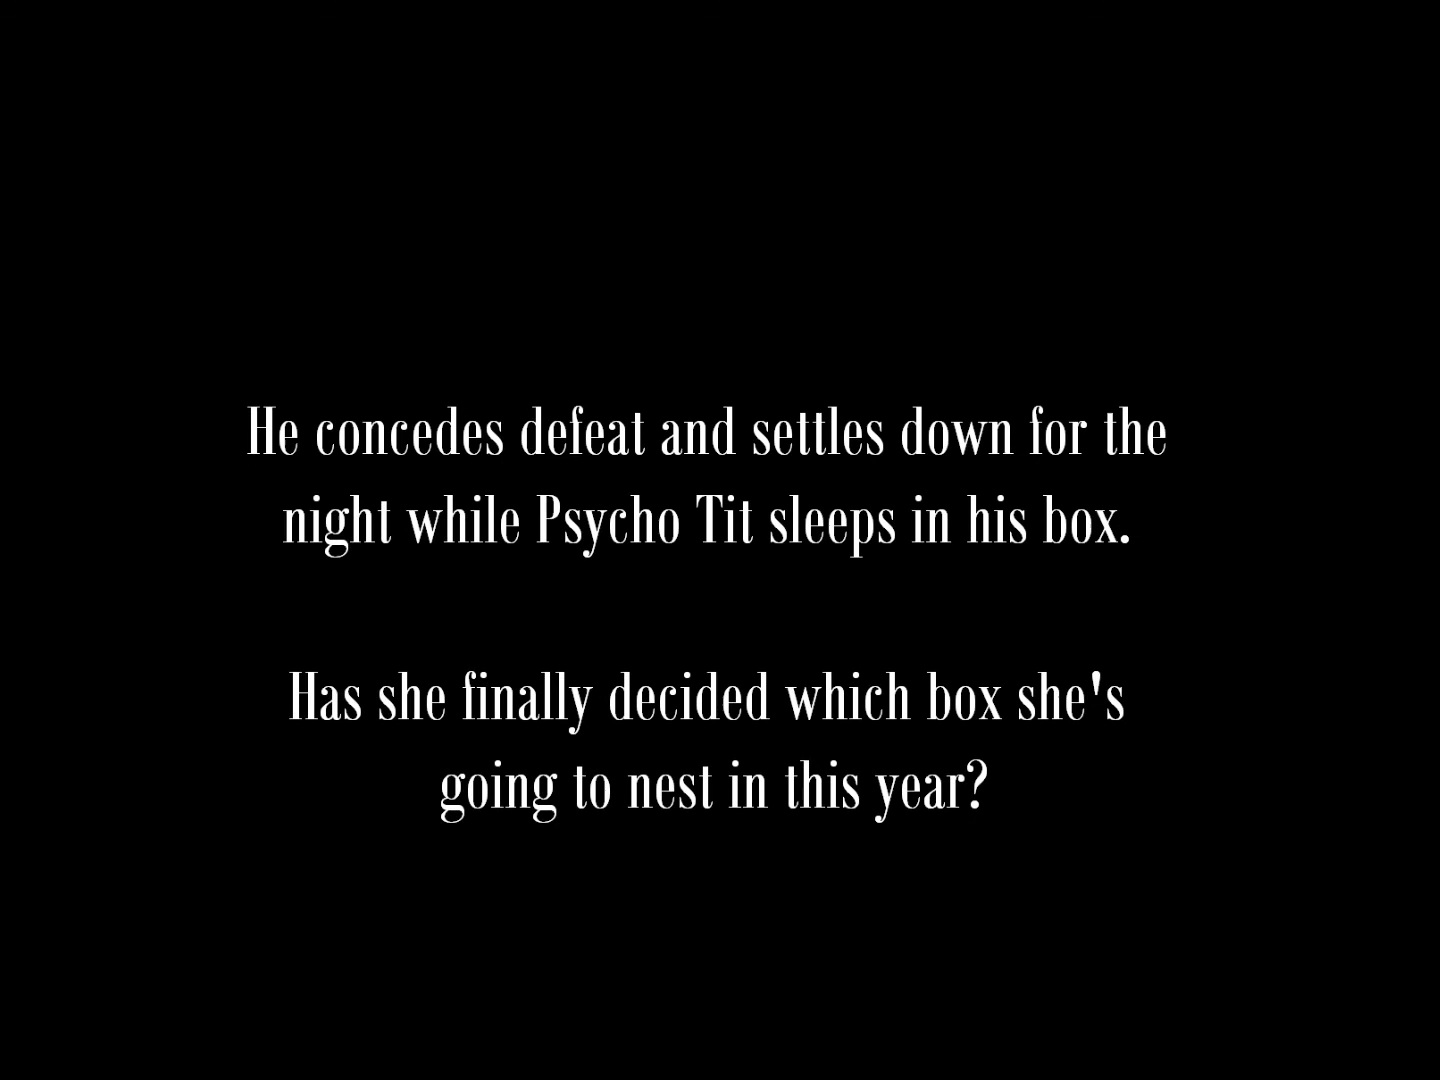 He concedes defeat and settles down for the
night while Psycho Tit sleeps in his box.
Has she finally decided which box she's
going to nest in this year?